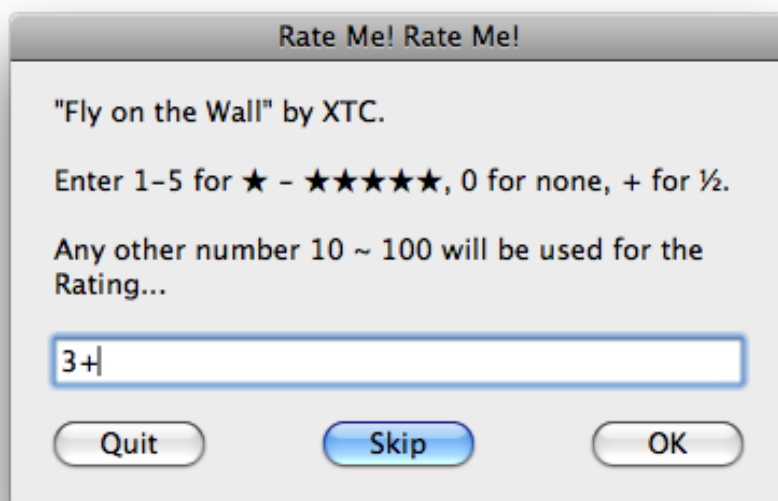 Rate Me! Rate Me!
"Fly on the Wall" by XTC.
Enter 1–5 for ★ – ★★★★★, 0 for none, + for ½.
Any other number 10 ~ 100 will be used for the
Rating...
3+
Quit Skip OK